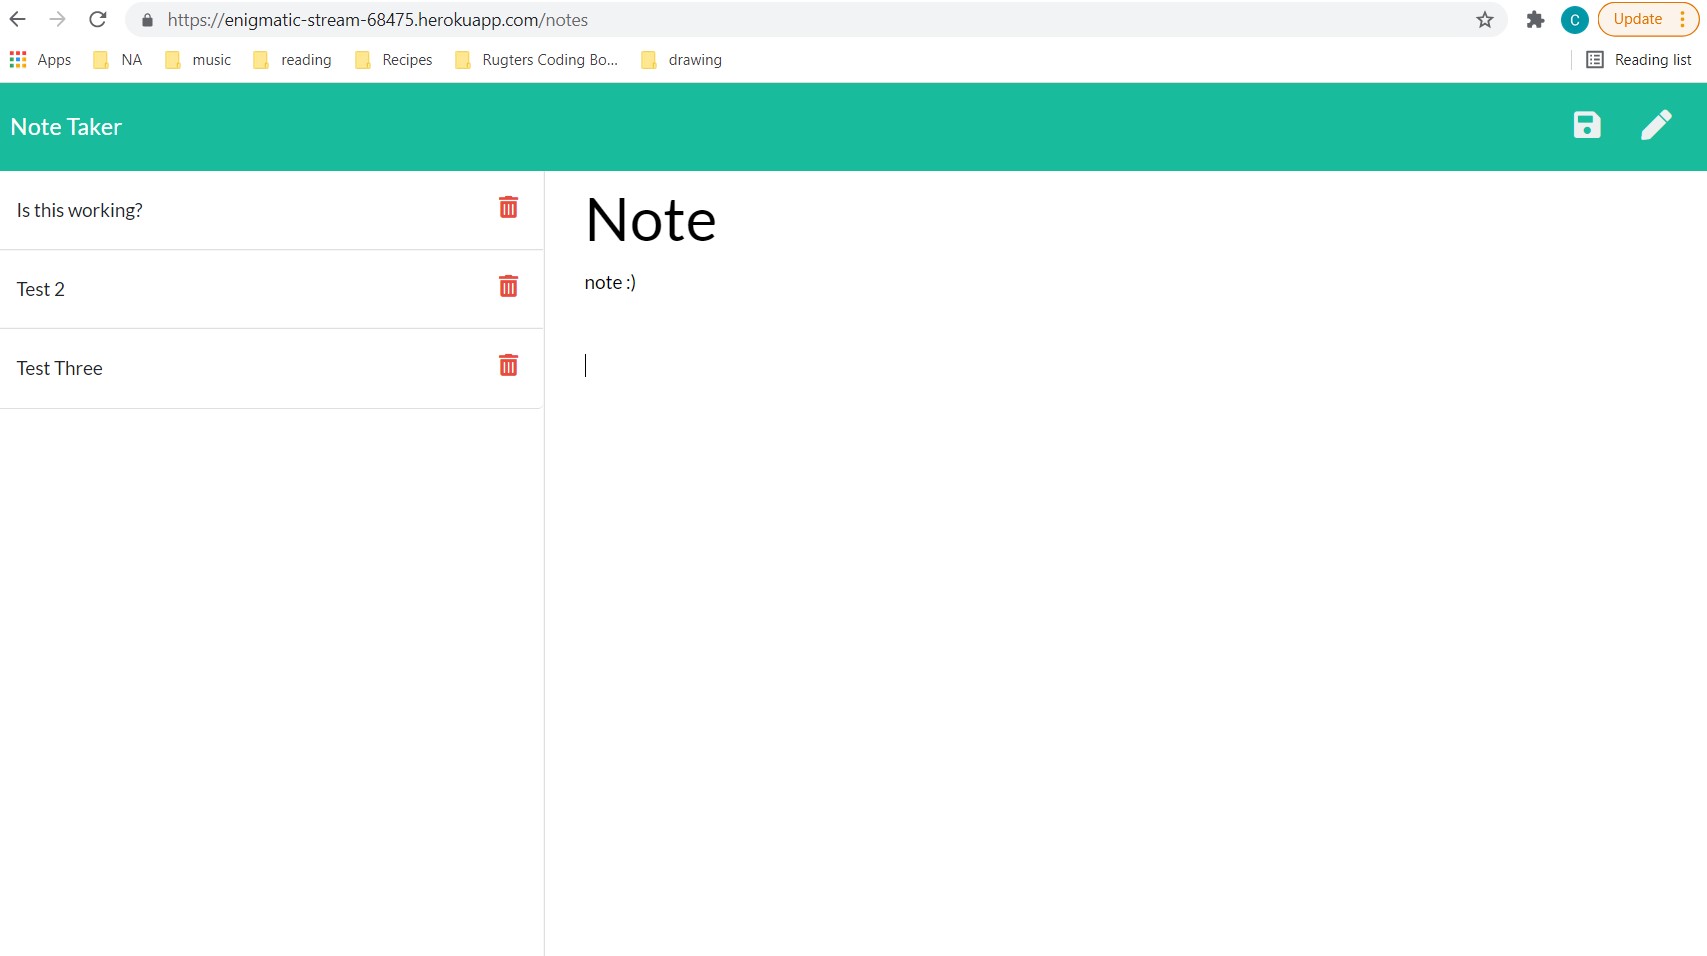 https://enigmatic-stream-68475.herokuapp.com/notes
C
Update
Apps
NA
music
reading
Recipes
Rugters Coding Bo...
drawing
Reading list
Note Taker
Is this working?
Test 2
Test Three
Note
note :)